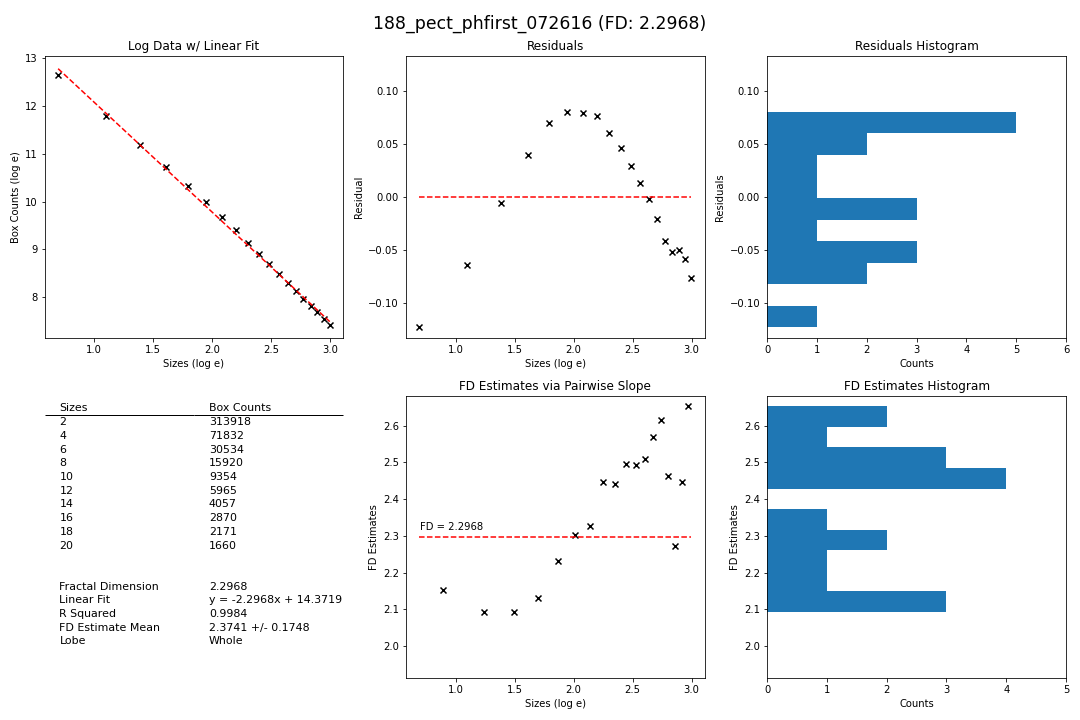 188_pect_phfirst_072616 (FD: 2.2968)
Log Data w/ Linear Fit
13
12
11
10
9
8
Box Counts (log e)
1.0 1.5 2.0 2.5 3.0
Sizes (log e)
Residuals
0.10
0.05
0.00
−0.05
−0.10
Residual
1.0 1.5 2.0 2.5 3.0
Sizes (log e)
Residuals Histogram
0.10
0.05
0.00
−0.05
−0.10
Residuals
0 1 2 3 4 5 6
Counts
Sizes Box Counts
2 313918
4 71832
6 30534
8 15920
10 9354
12 5965
14 4057
16 2870
18 2171
20 1660
Fractal Dimension 2.2968
Linear Fit y = -2.2968x + 14.3719
R Squared 0.9984
FD Estimate Mean 2.3741 +/- 0.1748
Lobe Whole
FD Estimates via Pairwise Slope
2.6
2.5
2.4
2.3
2.2
2.1
2.0
FD Estimates
FD = 2.2968
1.0 1.5 2.0 2.5 3.0
Sizes (log e)
FD Estimates Histogram
2.6
2.5
2.4
2.3
2.2
2.1
2.0
FD Estimates
0 1 2 3 4 5
Counts